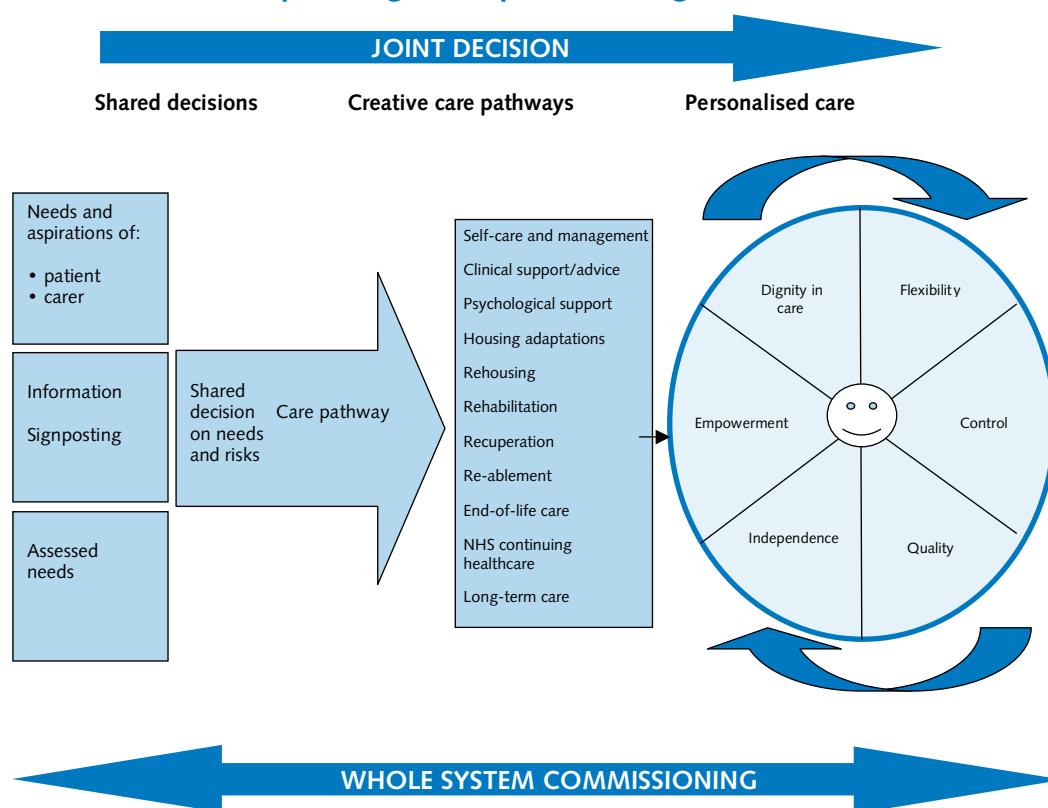 JOINT DECISION
Shared decisions
Creative care pathways
Personalised care
Needs and
aspirations of:
• patient
• carer
Information
Signposting
Assessed
needs
Shared
decision
on needs
and risks
Care pathway
Self-care and management
Clinical support/advice
Psychological support
Housing adaptations
Rehousing
Rehabilitation
Recuperation
Re-ablement
End-of-life care
NHS continuing
healthcare
Long-term care
Dignity in
care
Flexibility
Empowerment
Control
Independence
Quality
WHOLE SYSTEM COMMISSIONING